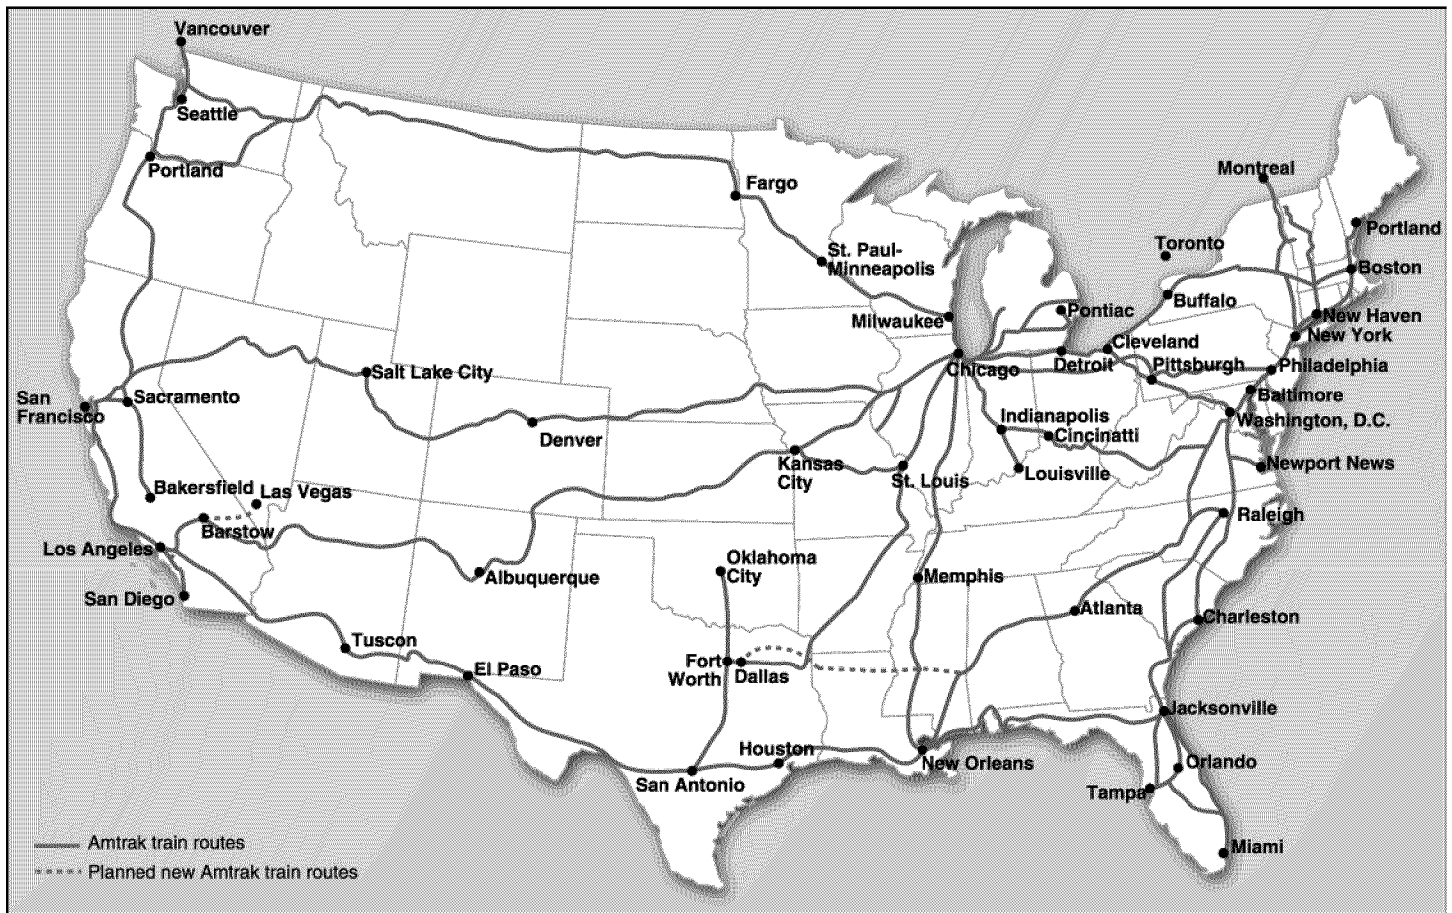 Vancouver
Seattle
Portland
Fargo
Montreal
Portland
Toronto
St. Paul-
Minneapolis
Boston
Buffalo
Pontiac
Milwaukee
New Haven
New York
Cleveland
Chicago
Detroit
Pittsburgh
Philadelphia
Salt Lake City
San
Francisco
Sacramento
Baltimore
Indianapolis
Washington, D.C.
Denver
Cincinatti
Kansas
City
St. Louis
Louisville
Newport News
Bakersfield
Las Vegas
Barstow
Raleigh
Los Angeles
Oklahoma
City
Albuquerque
Memphis
San Diego
Atlanta
Charleston
Tuscon
El Paso
Fort
Worth
Dallas
Jacksonville
Houston
New Orleans
Orlando
San Antonio
Tampa
Amtrak train routes
Miami
Planned new Amtrak train routes